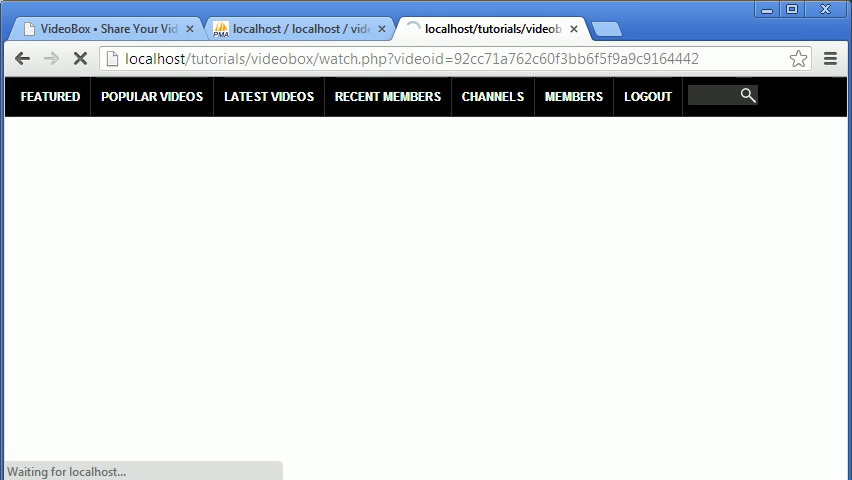 VideoBox • Share Your Vid
PMA
localhost / localhost / vide
localhost/tutorials/videob
localhost/tutorials/videobox/watch.php?videoid=92cc71a762c60f3bb6f5f9a9c9164442
FEATURED
POPULAR VIDEOS
LATEST VIDEOS
RECENT MEMBERS
CHANNELS
MEMBERS
LOGOUT
Waiting for localhost...